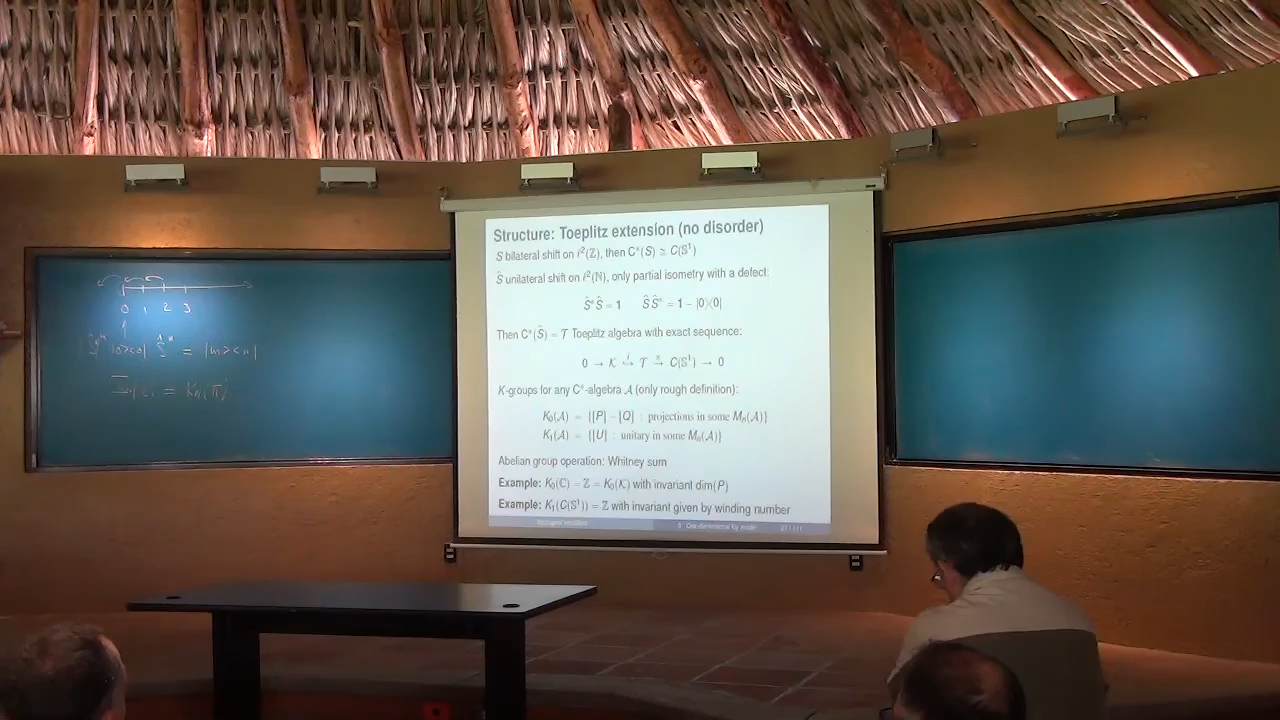 0 1 2 3
Structure: Toeplitz extension (no disorder)
S bilateral shift on ℓ²(ℤ), then C*(S) ≅ C(𝕊¹)
Ŝ unilateral shift on ℓ²(ℕ), only partial isometry with a defect:
Ŝ*Ŝ = 1 Ŝ Ŝ* = 1 − |0⟩⟨0|
Then C*(Ŝ) = 𝒯 Toeplitz algebra with exact sequence:
0 → 𝒦 ↪ 𝒯 → C(𝕊¹) → 0
K-groups for any C*-algebra 𝒜 (only rough definition):
K₀(𝒜) = {[P] − [Q] : projections in some Mₙ(𝒜)}
K₁(𝒜) = {[U] : unitary in some Mₙ(𝒜)}
Abelian group operation: Whitney sum
Example: K₀(ℂ) = ℤ = K₀(𝒦) with invariant dim(P)
Example: K₁(C(𝕊¹)) = ℤ with invariant given by winding number